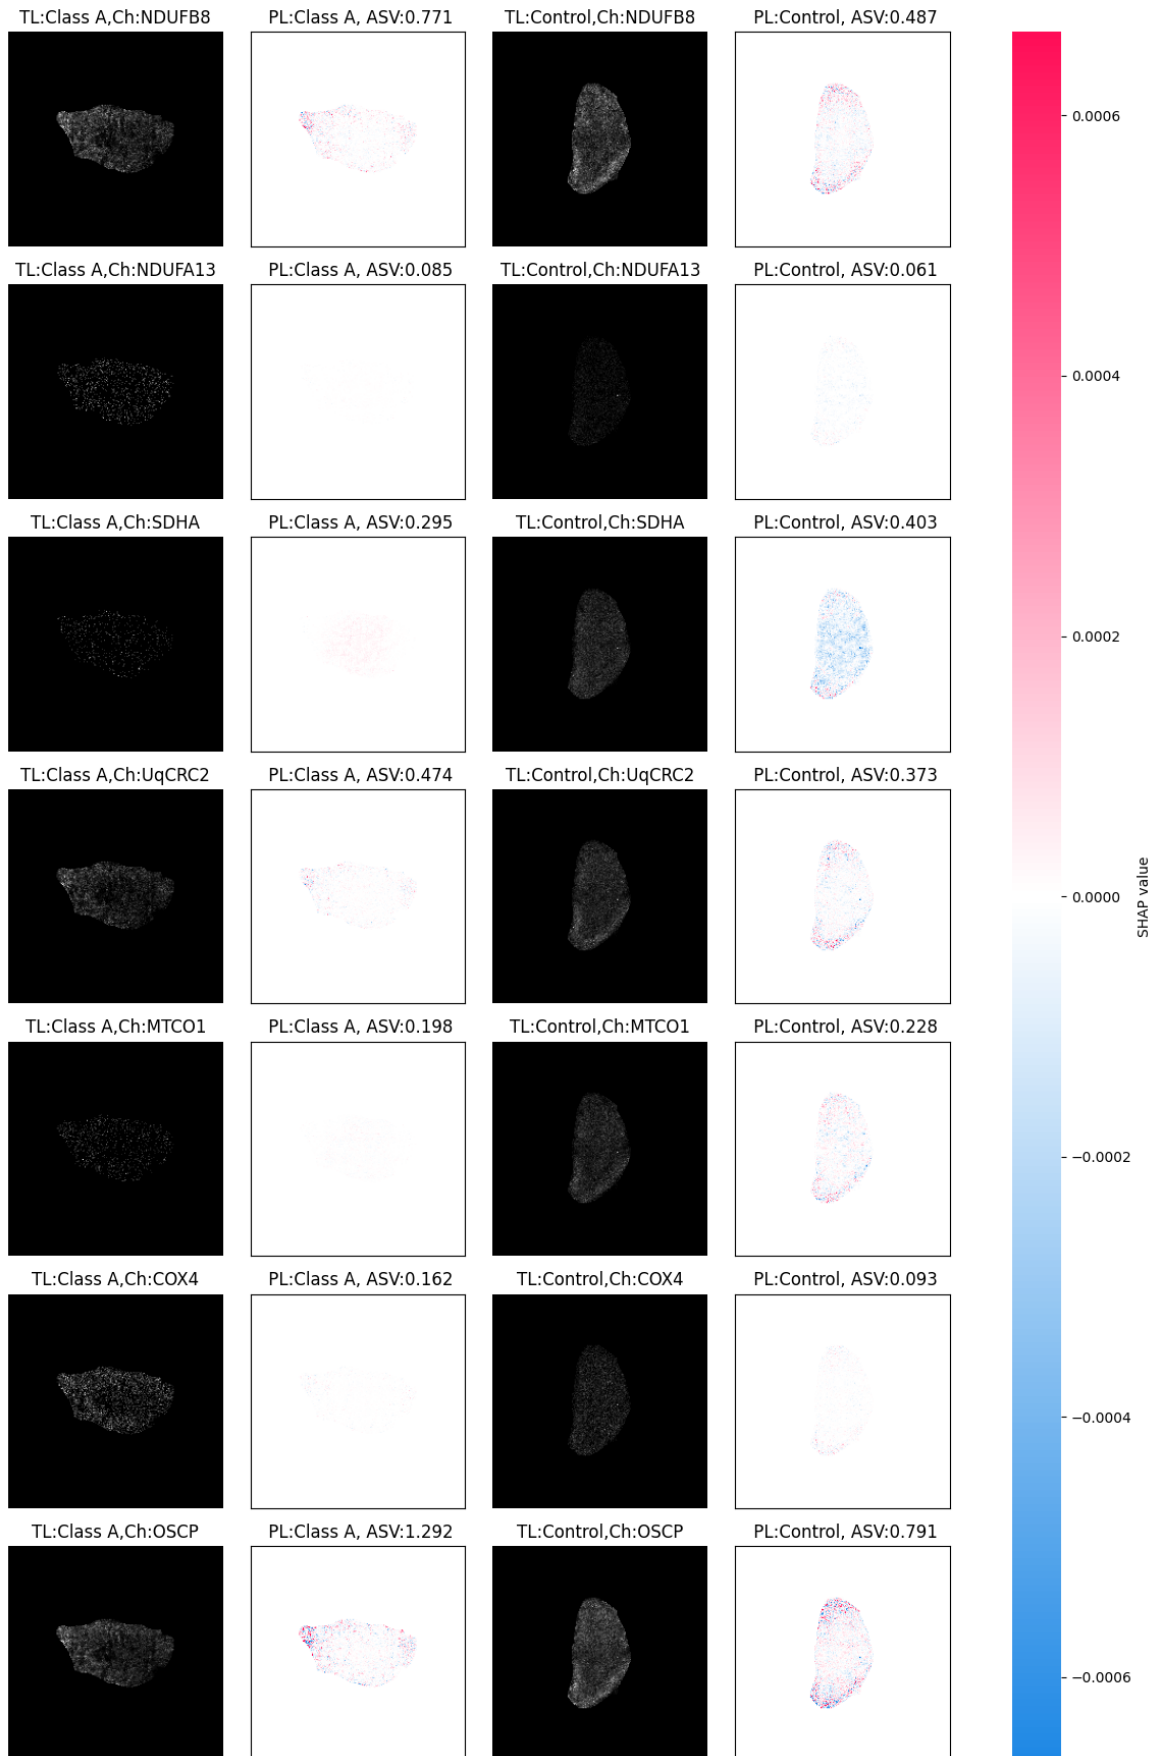 TL:Class A,Ch:NDUFB8
PL:Class A, ASV:0.771
TL:Control,Ch:NDUFB8
PL:Control, ASV:0.487
TL:Class A,Ch:NDUFA13
PL:Class A, ASV:0.085
TL:Control,Ch:NDUFA13
PL:Control, ASV:0.061
TL:Class A,Ch:SDHA
PL:Class A, ASV:0.295
TL:Control,Ch:SDHA
PL:Control, ASV:0.403
TL:Class A,Ch:UqCRC2
PL:Class A, ASV:0.474
TL:Control,Ch:UqCRC2
PL:Control, ASV:0.373
TL:Class A,Ch:MTCO1
PL:Class A, ASV:0.198
TL:Control,Ch:MTCO1
PL:Control, ASV:0.228
TL:Class A,Ch:COX4
PL:Class A, ASV:0.162
TL:Control,Ch:COX4
PL:Control, ASV:0.093
TL:Class A,Ch:OSCP
PL:Class A, ASV:1.292
TL:Control,Ch:OSCP
PL:Control, ASV:0.791
0.0006
0.0004
0.0002
0.0000
−0.0002
−0.0004
−0.0006
SHAP value